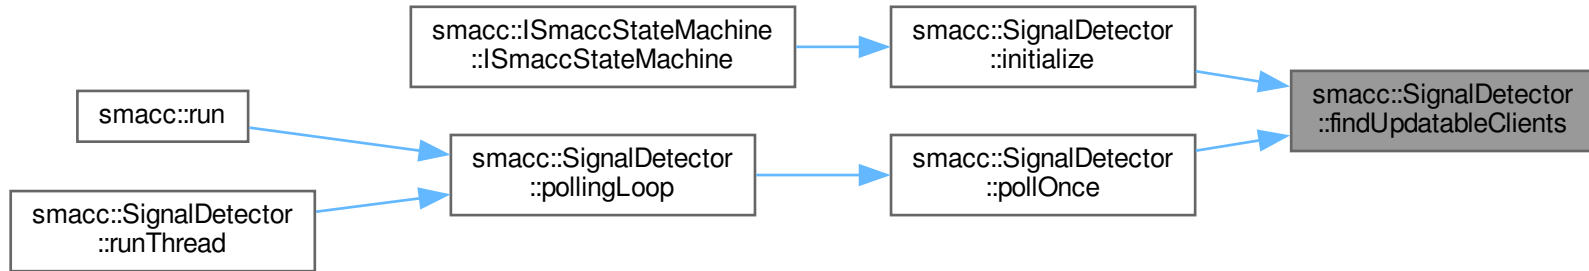 smacc::ISmaccStateMachine
::ISmaccStateMachine
smacc::SignalDetector
::initialize
smacc::SignalDetector
::findUpdatableClients
smacc::run
smacc::SignalDetector
::pollingLoop
smacc::SignalDetector
::pollOnce
smacc::SignalDetector
::runThread